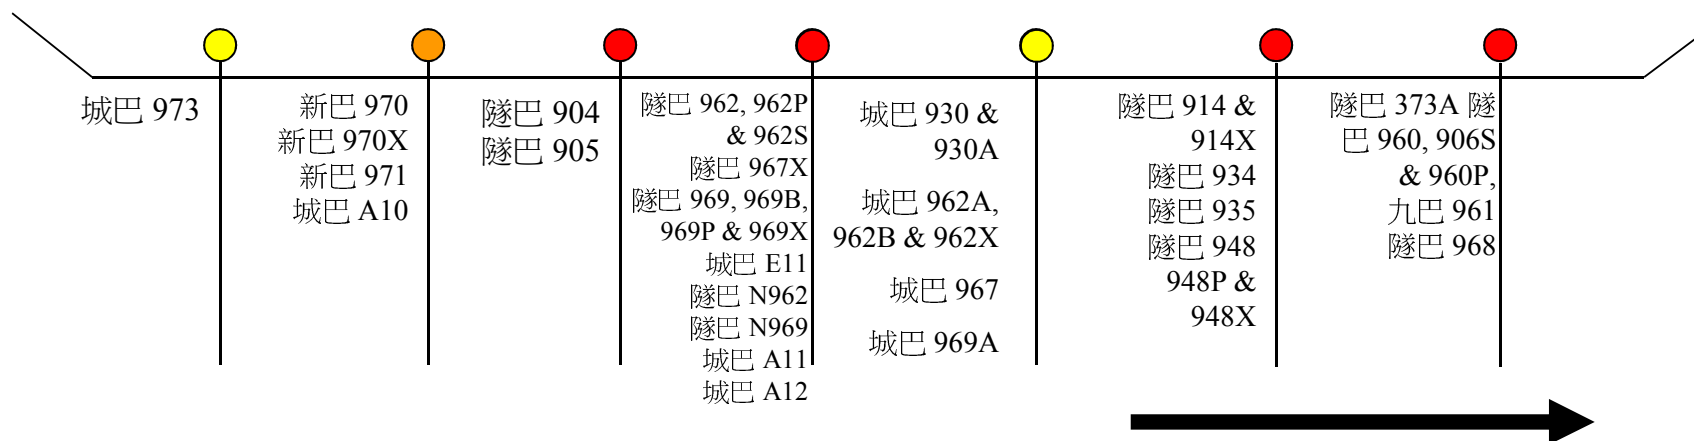 城巴 973
新巴 970
新巴 970X
新巴 971
城巴 A10
隧巴 904
隧巴 905
隧巴 962, 962P
& 962S
隧巴 967X
隧巴 969, 969B,
969P & 969X
城巴 E11
隧巴 N962
隧巴 N969
城巴 A11
城巴 A12
城巴 930 &
930A
城巴 962A,
962B & 962X
城巴 967
城巴 969A
隧巴 914 &
914X
隧巴 934
隧巴 935
隧巴 948
948P &
948X
隧巴 373A 隧
巴 960, 906S
& 960P,
九巴 961
隧巴 968